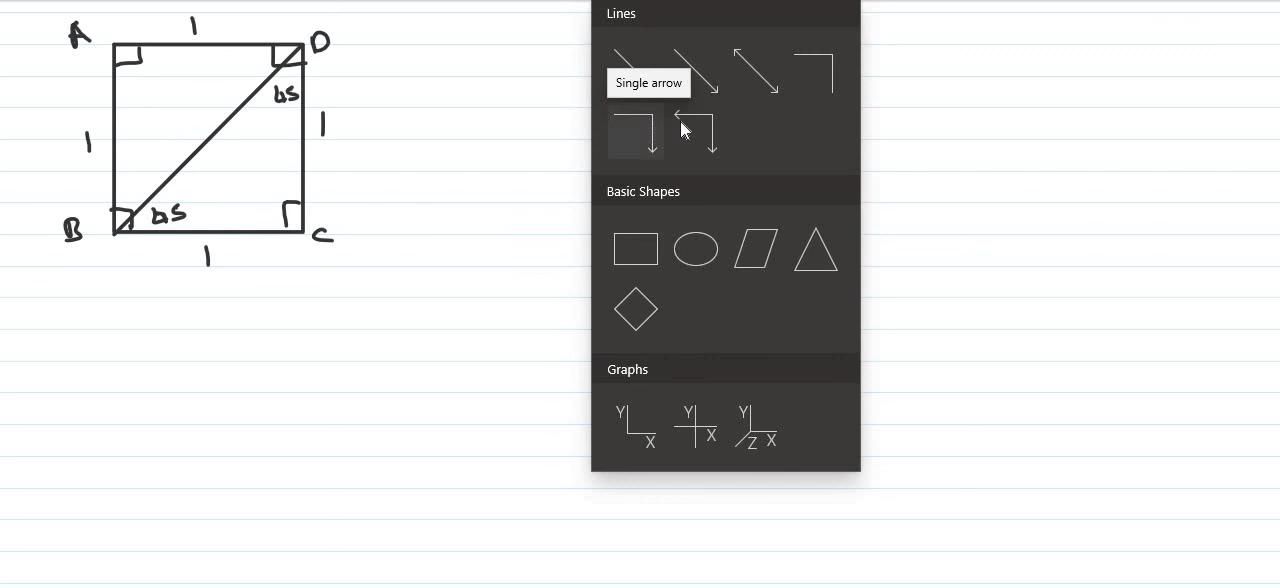 Lines
Single arrow
Basic Shapes
Graphs
Y
X
Y
X
Y
Z X
A
1
D
45
1
1
45
B
C
1